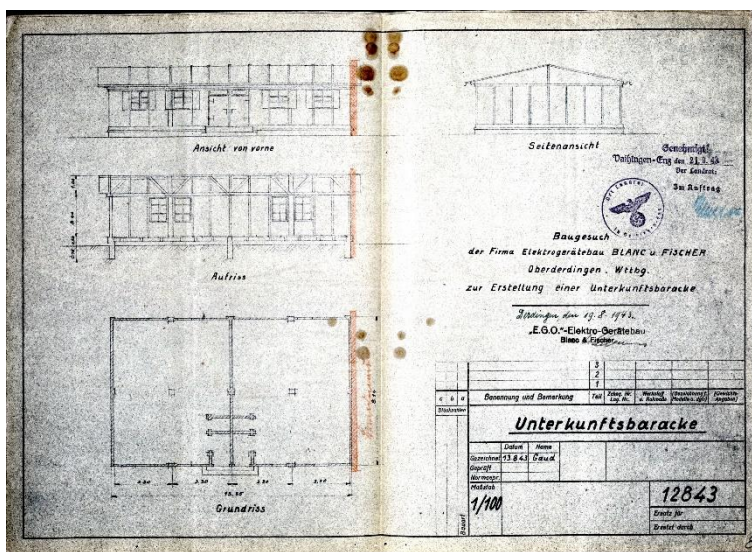 Ansicht von vorne
Aufriss
Grundriss
Seitenansicht
Genehmigt!
Vaihingen-Enz den 21.9.43
Der Landrat:
Im Auftrag
Baugesuch
der Firma Elektrogerätebau BLANC u. FISCHER
Oberderdingen. Wttbg.
zur Erstellung einer Unterkunftsbaracke
Derdingen den 19.8.1943.
„E.G.O."-Elektro-Gerätebau
Blanc & Fischer
3
2
1
c b a Benennung und Bemerkung Teil
Unterkunftsbaracke
Datum Name
Gezeichnet 13.8.43 Gaud
Geprüft
Normgepr.
Maßstab
1/100
12843
Ersatz für
Ersetzt durch